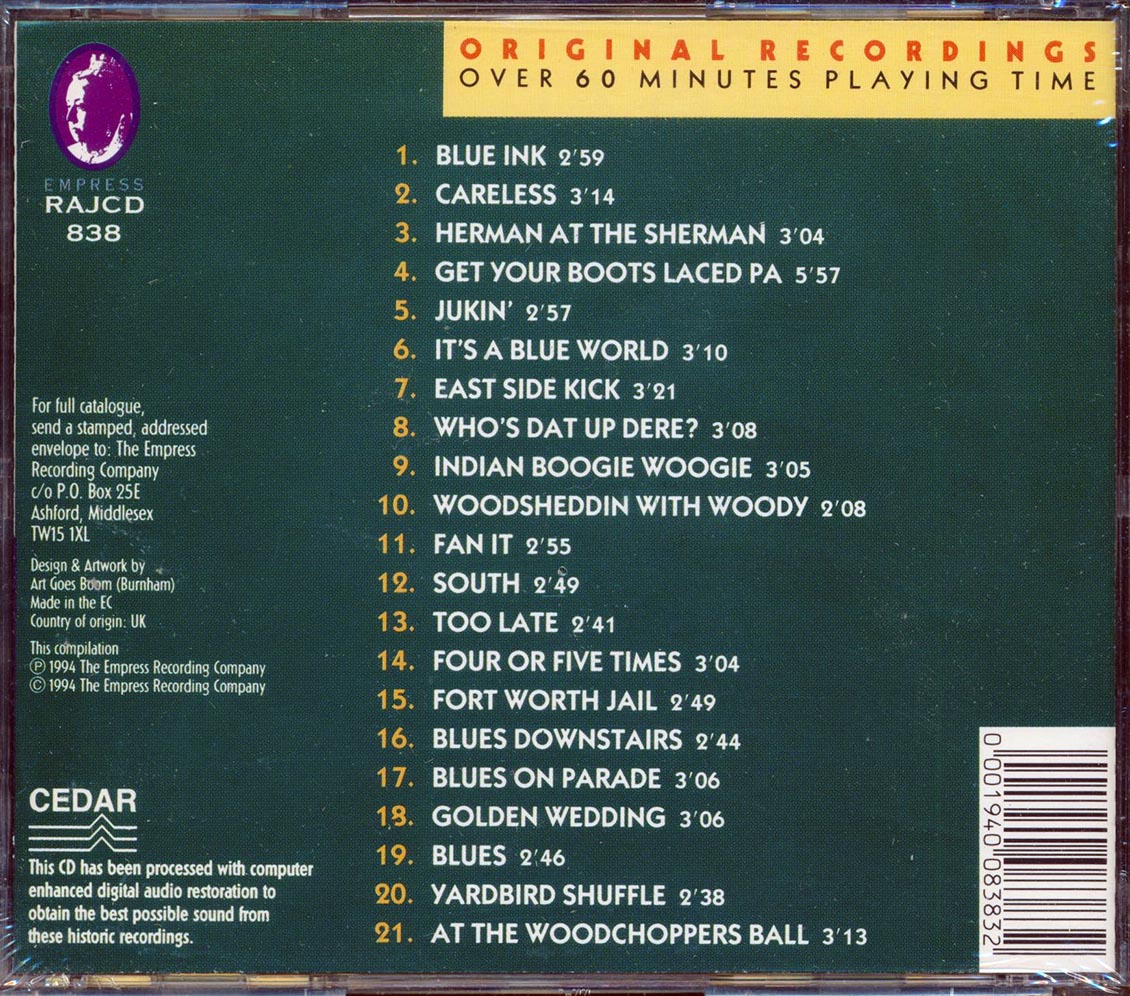 ORIGINAL RECORDINGS
OVER 60 MINUTES PLAYING TIME
EMPRESS
RAJCD
838
1. BLUE INK 2'59
2. CARELESS 3'14
3. HERMAN AT THE SHERMAN 3'04
4. GET YOUR BOOTS LACED PA 5'57
5. JUKIN' 2'57
6. IT'S A BLUE WORLD 3'10
7. EAST SIDE KICK 3'21
8. WHO'S DAT UP DERE? 3'08
9. INDIAN BOOGIE WOOGIE 3'05
10. WOODSHEDDIN WITH WOODY 2'08
11. FAN IT 2'55
12. SOUTH 2'49
13. TOO LATE 2'41
14. FOUR OR FIVE TIMES 3'04
15. FORT WORTH JAIL 2'49
16. BLUES DOWNSTAIRS 2'44
17. BLUES ON PARADE 3'06
18. GOLDEN WEDDING 3'06
19. BLUES 2'46
20. YARDBIRD SHUFFLE 2'38
21. AT THE WOODCHOPPERS BALL 3'13
For full catalogue,
send a stamped, addressed
envelope to: The Empress
Recording Company
c/o P.O. Box 25E
Ashford, Middlesex
TW15 1XL
Design & Artwork by
Art Goes Boom (Burnham)
Made in the EC
Country of origin: UK
This compilation
℗ 1994 The Empress Recording Company
© 1994 The Empress Recording Company
CEDAR
This CD has been processed with computer
enhanced digital audio restoration to
obtain the best possible sound from
these historic recordings.
0 001940 083832